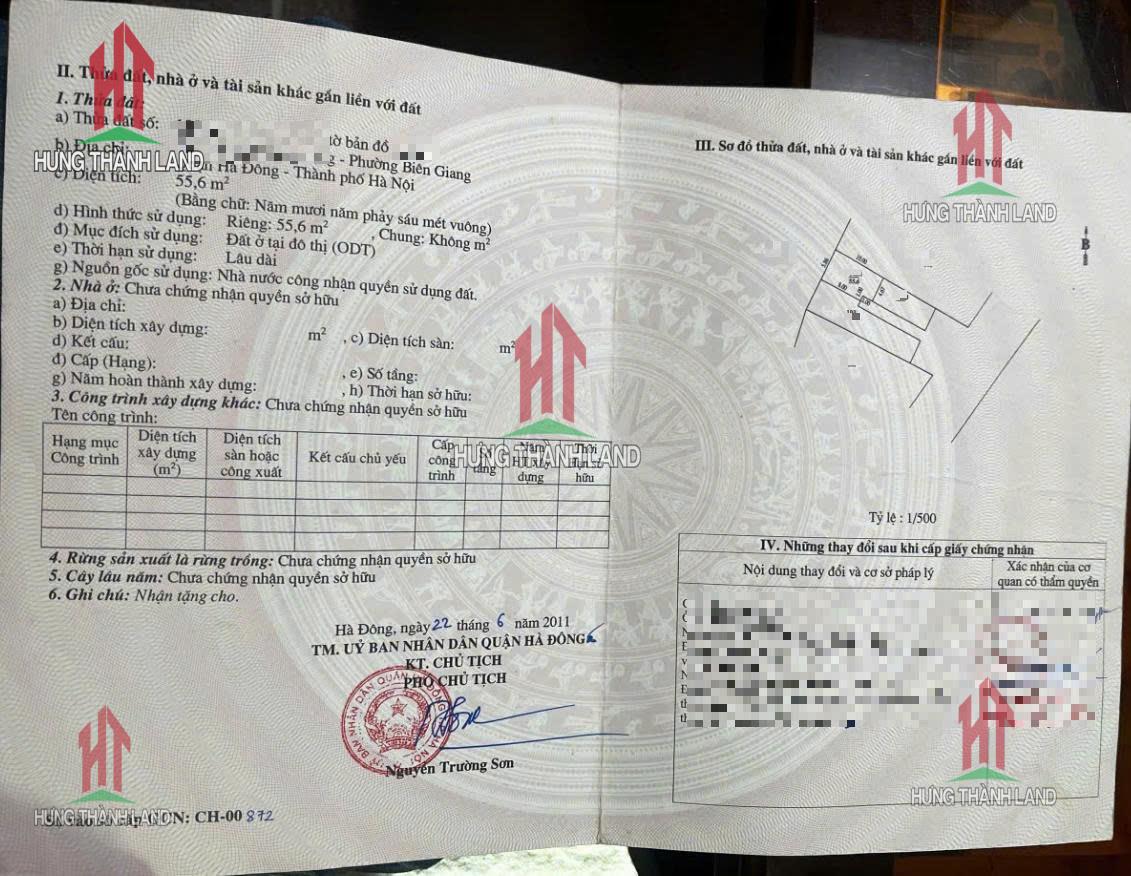 II. Thửa đất, nhà ở và tài sản khác gắn liền với đất
1. Thửa đất:
a) Thửa đất số: tờ bản đồ
b) Địa chỉ: - Phường Biên Giang
Hà Đông - Thành phố Hà Nội
c) Diện tích: 55,6 m²
(Bằng chữ: Năm mươi năm phảy sáu mét vuông)
d) Hình thức sử dụng: Riêng: 55,6 m² , Chung: Không m²
đ) Mục đích sử dụng: Đất ở tại đô thị (ODT)
e) Thời hạn sử dụng: Lâu dài
g) Nguồn gốc sử dụng: Nhà nước công nhận quyền sử dụng đất.
2. Nhà ở: Chưa chứng nhận quyền sở hữu
a) Địa chỉ:
b) Diện tích xây dựng: m² , c) Diện tích sàn: m²
d) Kết cấu:
đ) Cấp (Hạng): , e) Số tầng:
g) Năm hoàn thành xây dựng: , h) Thời hạn sở hữu:
3. Công trình xây dựng khác: Chưa chứng nhận quyền sở hữu
Tên công trình:
Hạng mục Công trình
Diện tích xây dựng (m²)
Diện tích sàn hoặc công xuất
Kết cấu chủ yếu
Cấp công trình
tầng
Năm HT xây dựng
Thời hạn sở hữu
4. Rừng sản xuất là rừng trồng: Chưa chứng nhận quyền sở hữu
5. Cây lâu năm: Chưa chứng nhận quyền sở hữu
6. Ghi chú: Nhận tặng cho.
Hà Đông, ngày 22 tháng 6 năm 2011
TM. UỶ BAN NHÂN DÂN QUẬN HÀ ĐÔNG
KT. CHỦ TỊCH
PHÓ CHỦ TỊCH
Nguyễn Trường Sơn
GCN: CH-00 872
III. Sơ đồ thửa đất, nhà ở và tài sản khác gắn liền với đất
B
55,6
Tỷ lệ : 1/500
IV. Những thay đổi sau khi cấp giấy chứng nhận
Nội dung thay đổi và cơ sở pháp lý
Xác nhận của cơ quan có thẩm quyền
HƯNG THÀNH LAND
HƯNG THÀNH LAND
HƯNG THÀNH LAND
HƯNG THÀNH LAND
HƯNG THÀNH LAND